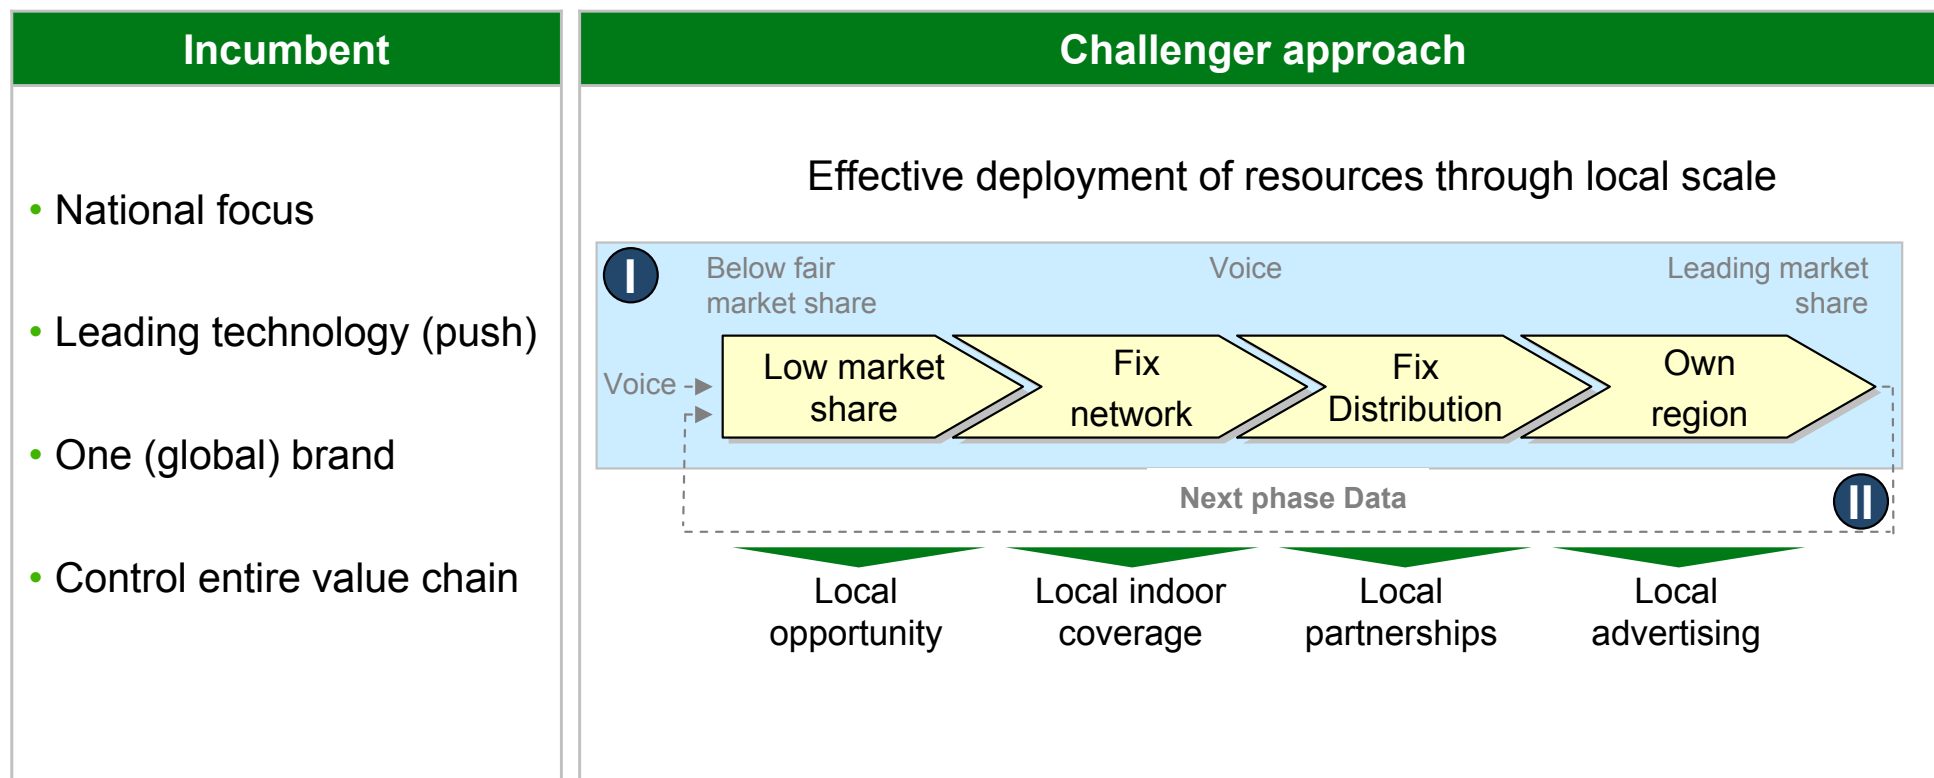 Incumbent
• National focus
• Leading technology (push)
• One (global) brand
• Control entire value chain
Challenger approach
Effective deployment of resources through local scale
I
Below fair
market share
Voice
Leading market
share
Voice
Low market
share
Fix
network
Fix
Distribution
Own
region
Next phase Data
II
Local
opportunity
Local indoor
coverage
Local
partnerships
Local
advertising